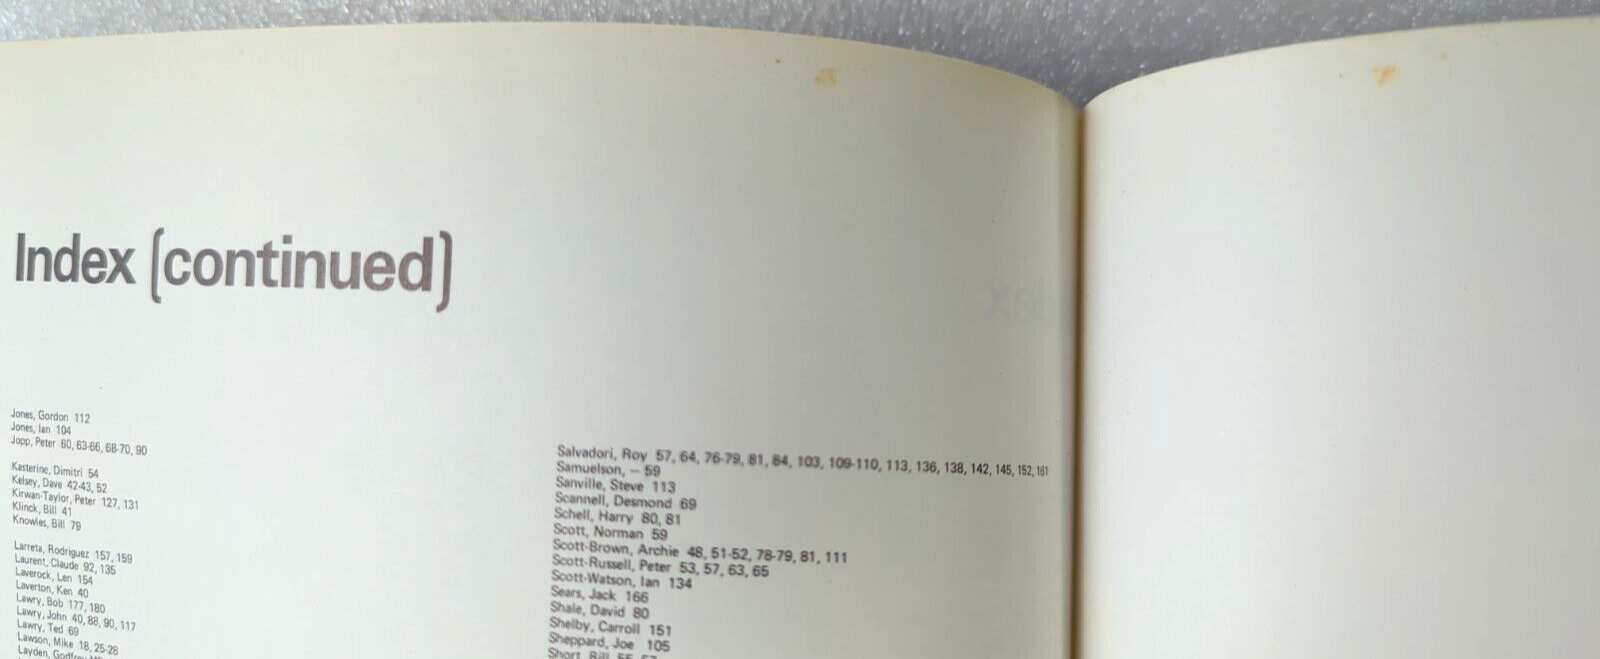 Index (continued)
Jones, Gordon 112
Jones, Ian 104
Jopp, Peter 60, 63-66, 68-70, 90
Kasterine, Dimitri 54
Kelsey, Dave 42-43, 52
Kirwan-Taylor, Peter 127, 131
Klinck, Bill 41
Knowles, Bill 79
Larreta, Rodriguez 157, 159
Laurent, Claude 92, 135
Laverock, Len 154
Laverton, Ken 40
Lawry, Bob 177, 180
Lawry, John 40, 88, 90, 117
Lawry, Ted 69
Lawson, Mike 18, 25-28
Layden, Godfrey
Salvadori, Roy 57, 64, 76-79, 81, 84, 103, 109-110, 113, 136, 138, 142, 145, 152, 161
Samuelson, — 59
Sanville, Steve 113
Scannell, Desmond 69
Schell, Harry 80, 81
Scott, Norman 59
Scott-Brown, Archie 48, 51-52, 78-79, 81, 111
Scott-Russell, Peter 53, 57, 63, 65
Scott-Watson, Ian 134
Sears, Jack 166
Shale, David 80
Shelby, Carroll 151
Sheppard, Joe 105
Short, Bill